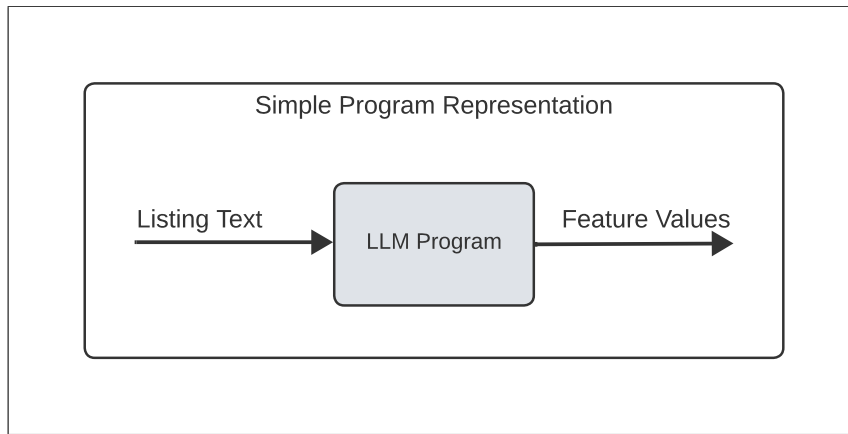 Simple Program Representation
Listing Text
LLM Program
Feature Values